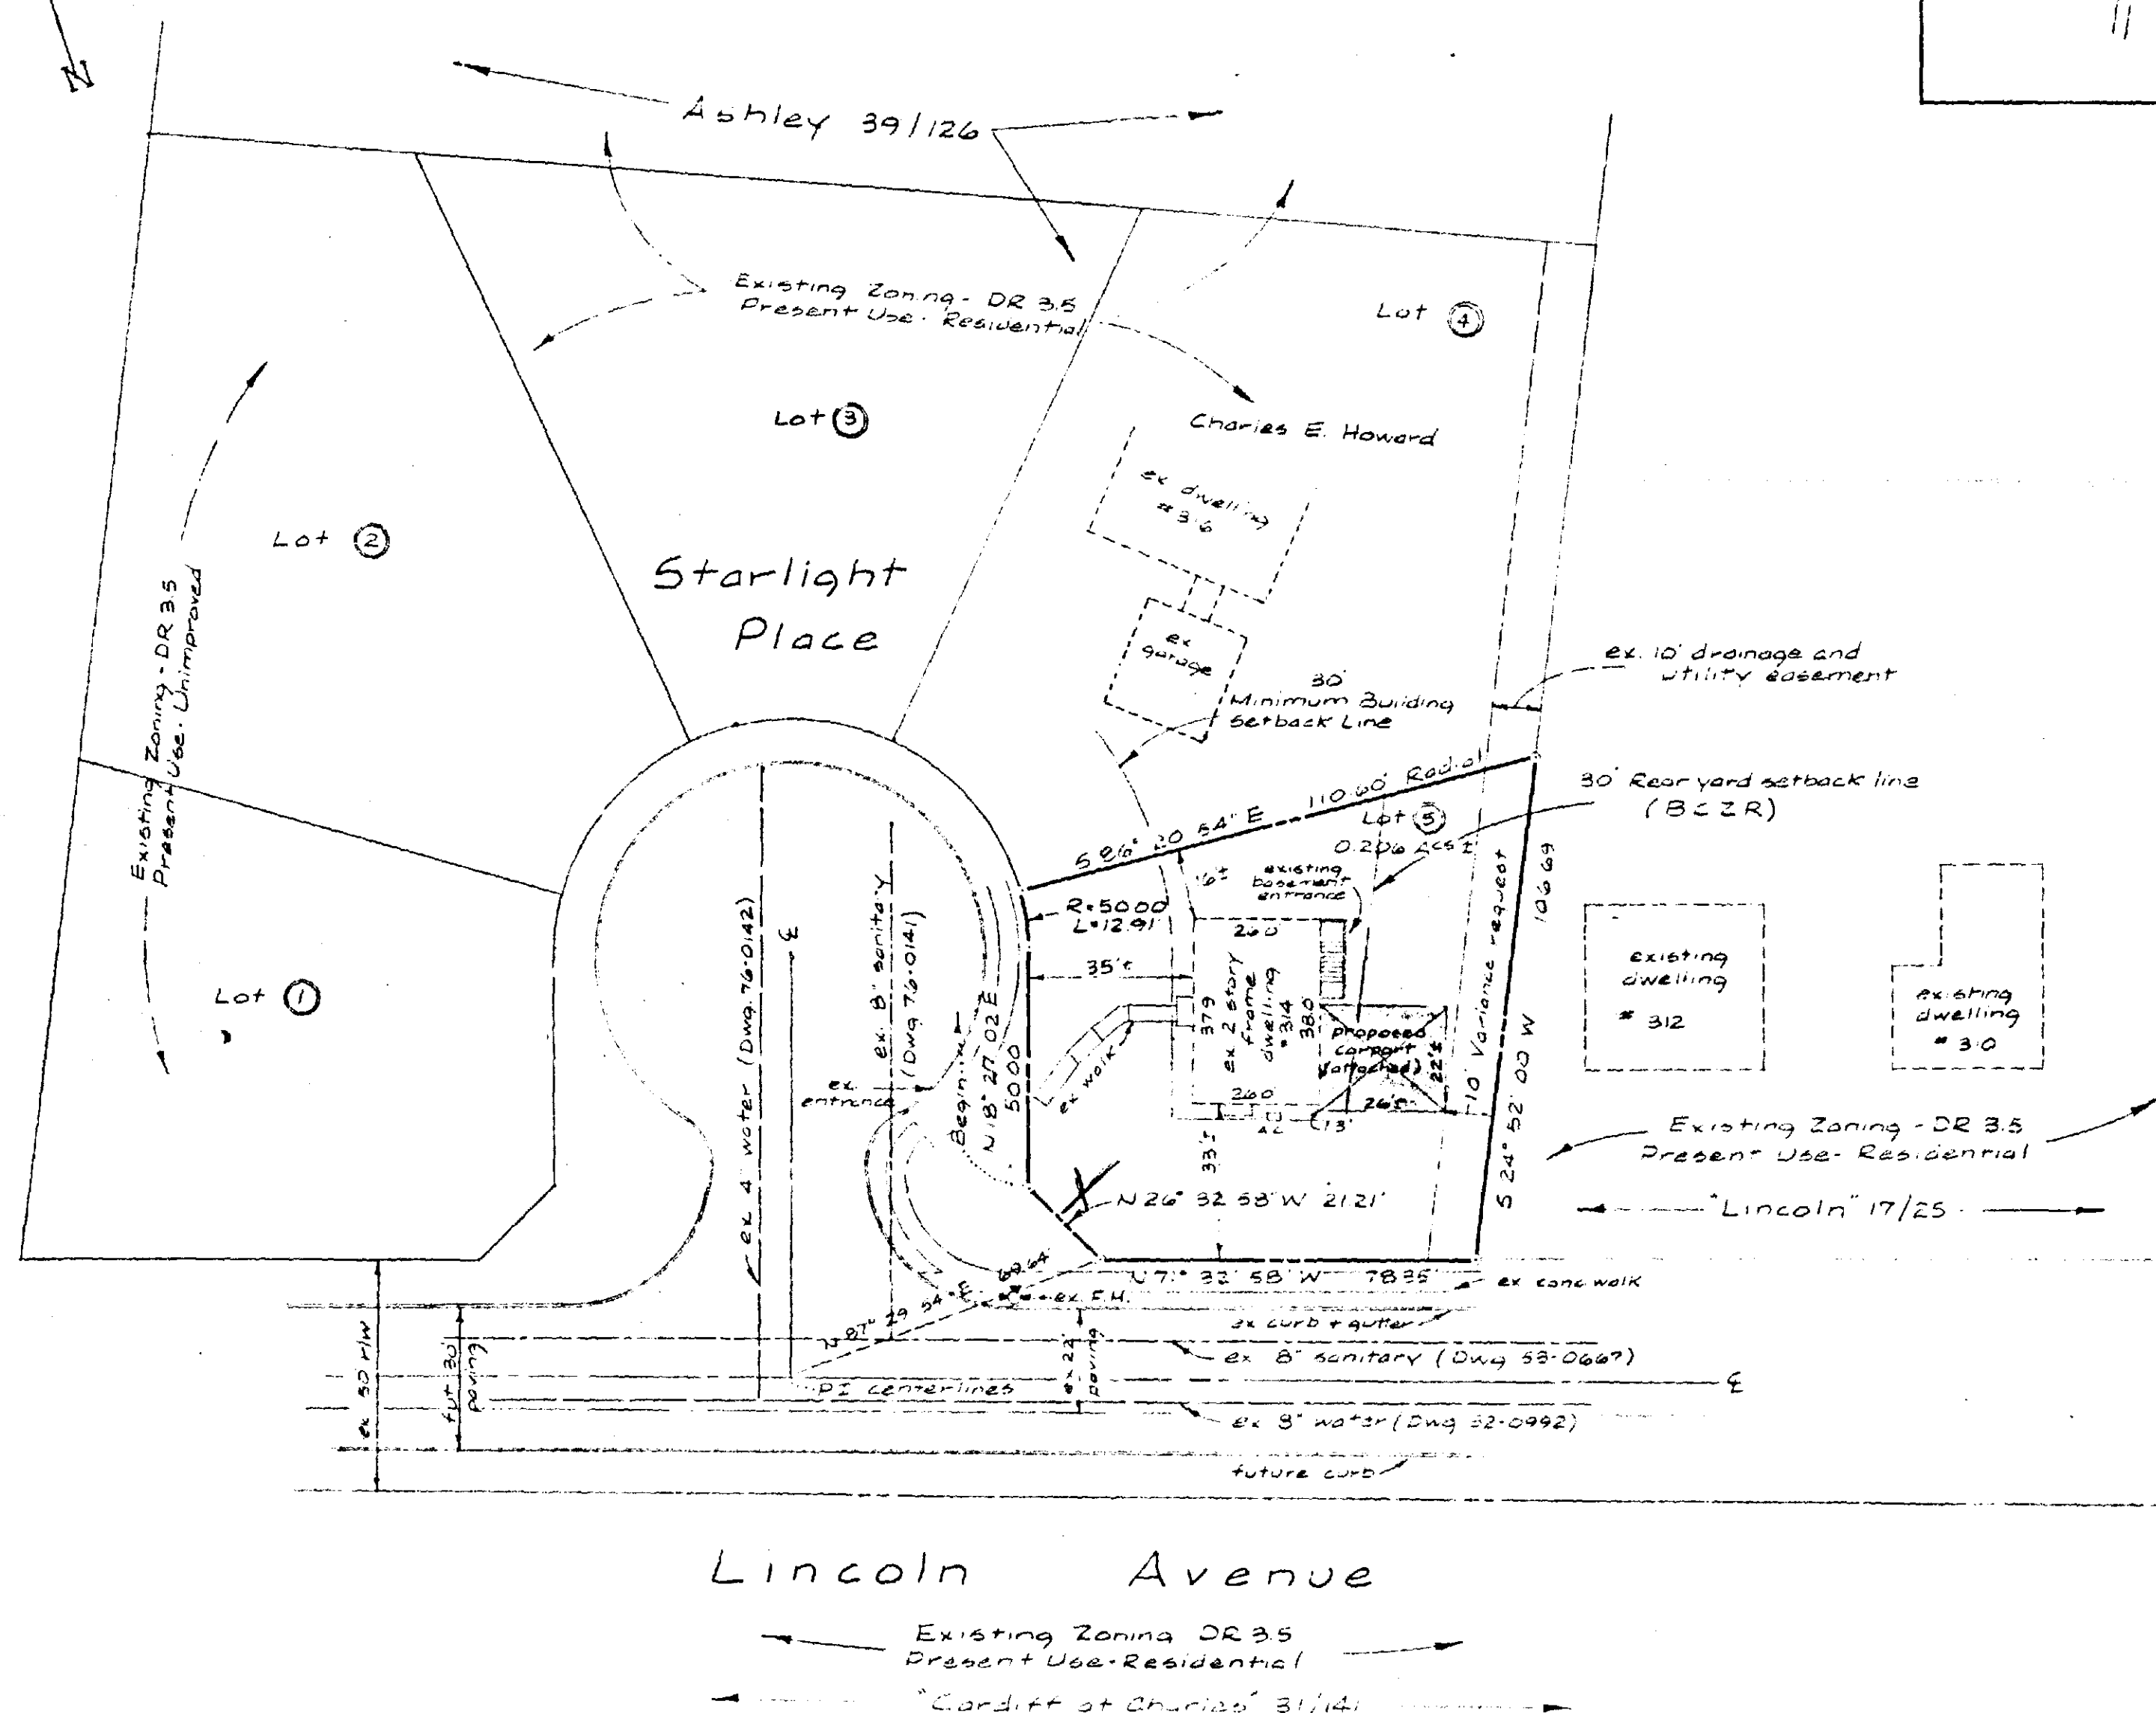 N
11
Ashley 39/126
Existing Zoning - DR 3.5
Present Use - Residential
Lot 4
Lot 3
Charles E. Howard
ex dwelling
# 316
Lot 2
Starlight
Place
ex
garage
Existing Zoning - DR 3.5
Present Use - Unimproved
30'
Minimum Building
Setback Line
ex. 10' drainage and
utility easement
30' Rear yard setback line
(BCZR)
S 86° 20' 54" E 110.60' Radial
Lot 5
0.206 Acs ±
16'±
existing
basement
entrance
R=50.00
L=12.91'
35'±
26.0
37.9
ex 2 story
frame
dwelling
# 314
38.0
26.0
proposed
carport
(attached)
22'±
26'±
10' Variance request
106.69
S 24° 52' 00" W
existing
dwelling
# 312
existing
dwelling
# 310
Lot 1
ex 4" water (Dwg. 76-0142)
℄
ex. 8" sanitary
(Dwg 76-0141)
ex
entrance
Begin
N 18° 27' 02" E
50.00
ex walk
AC
13'
33'±
Existing Zoning - DR 3.5
Present Use - Residential
"Lincoln" 17/25
N 26° 32' 58" W 21.21'
N 71° 32' 58" W 78.35'
ex conc walk
ex F.H.
ex curb + gutter
ex 8" sanitary (Dwg 53-0667)
ex 50' R/W
fut 30'
paving
ex 22'
paving
PI centerlines
℄
ex 8" water (Dwg 52-0992)
future curb
Lincoln Avenue
Existing Zoning DR 3.5
Present Use - Residential
"Cardiff at Charles" 31/141